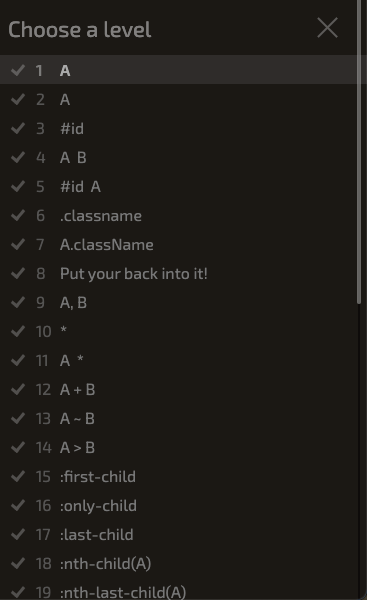 Choose a level
1 A
2 A
3 #id
4 A B
5 #id A
6 .classname
7 A.className
8 Put your back into it!
9 A, B
10 *
11 A *
12 A + B
13 A ~ B
14 A > B
15 :first-child
16 :only-child
17 :last-child
18 :nth-child(A)
19 :nth-last-child(A)